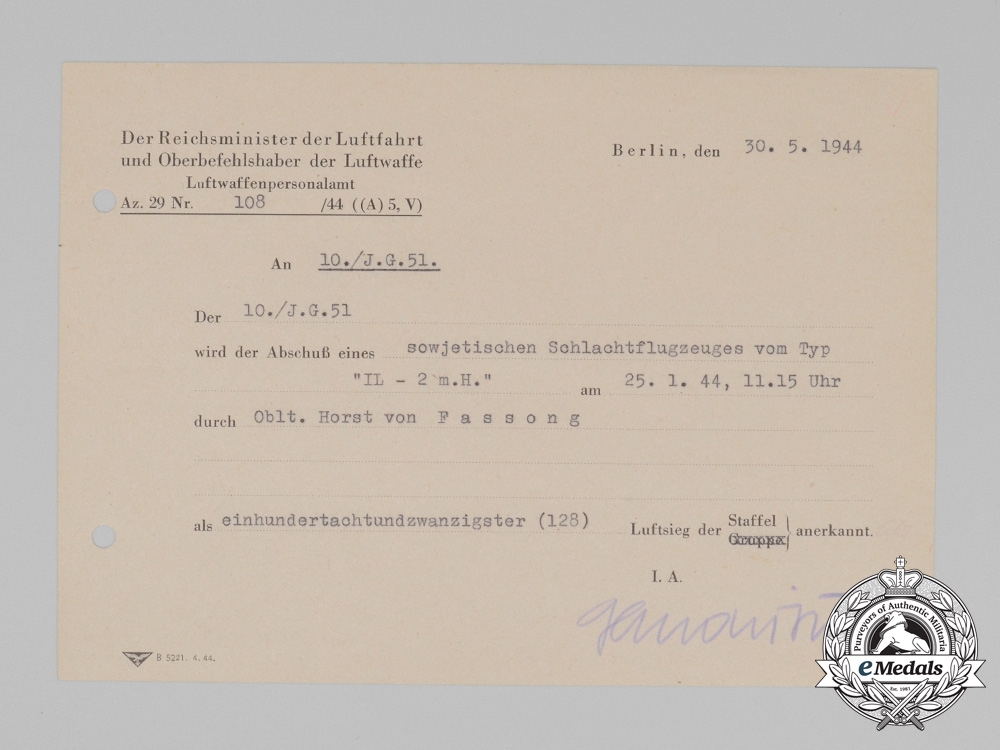 Der Reichsminister der Luftfahrt
und Oberbefehlshaber der Luftwaffe
Luftwaffenpersonalamt
Az. 29 Nr. 108 /44 ((A) 5, V)
Berlin, den 30. 5. 1944
An 10./J.G.51.
Der 10./J.G.51
wird der Abschuß eines sowjetischen Schlachtflugzeuges vom Typ
"IL - 2 m.H." am 25. 1. 44, 11.15 Uhr
durch Oblt. Horst von F a s s o n g
als einhundertachtundzwanzigster (128) Luftsieg der Staffel
Gruppe anerkannt.
I. A.
B 5221. 4. 44.
Purveyors of Authentic Militaria
eMedals
Est. 1967